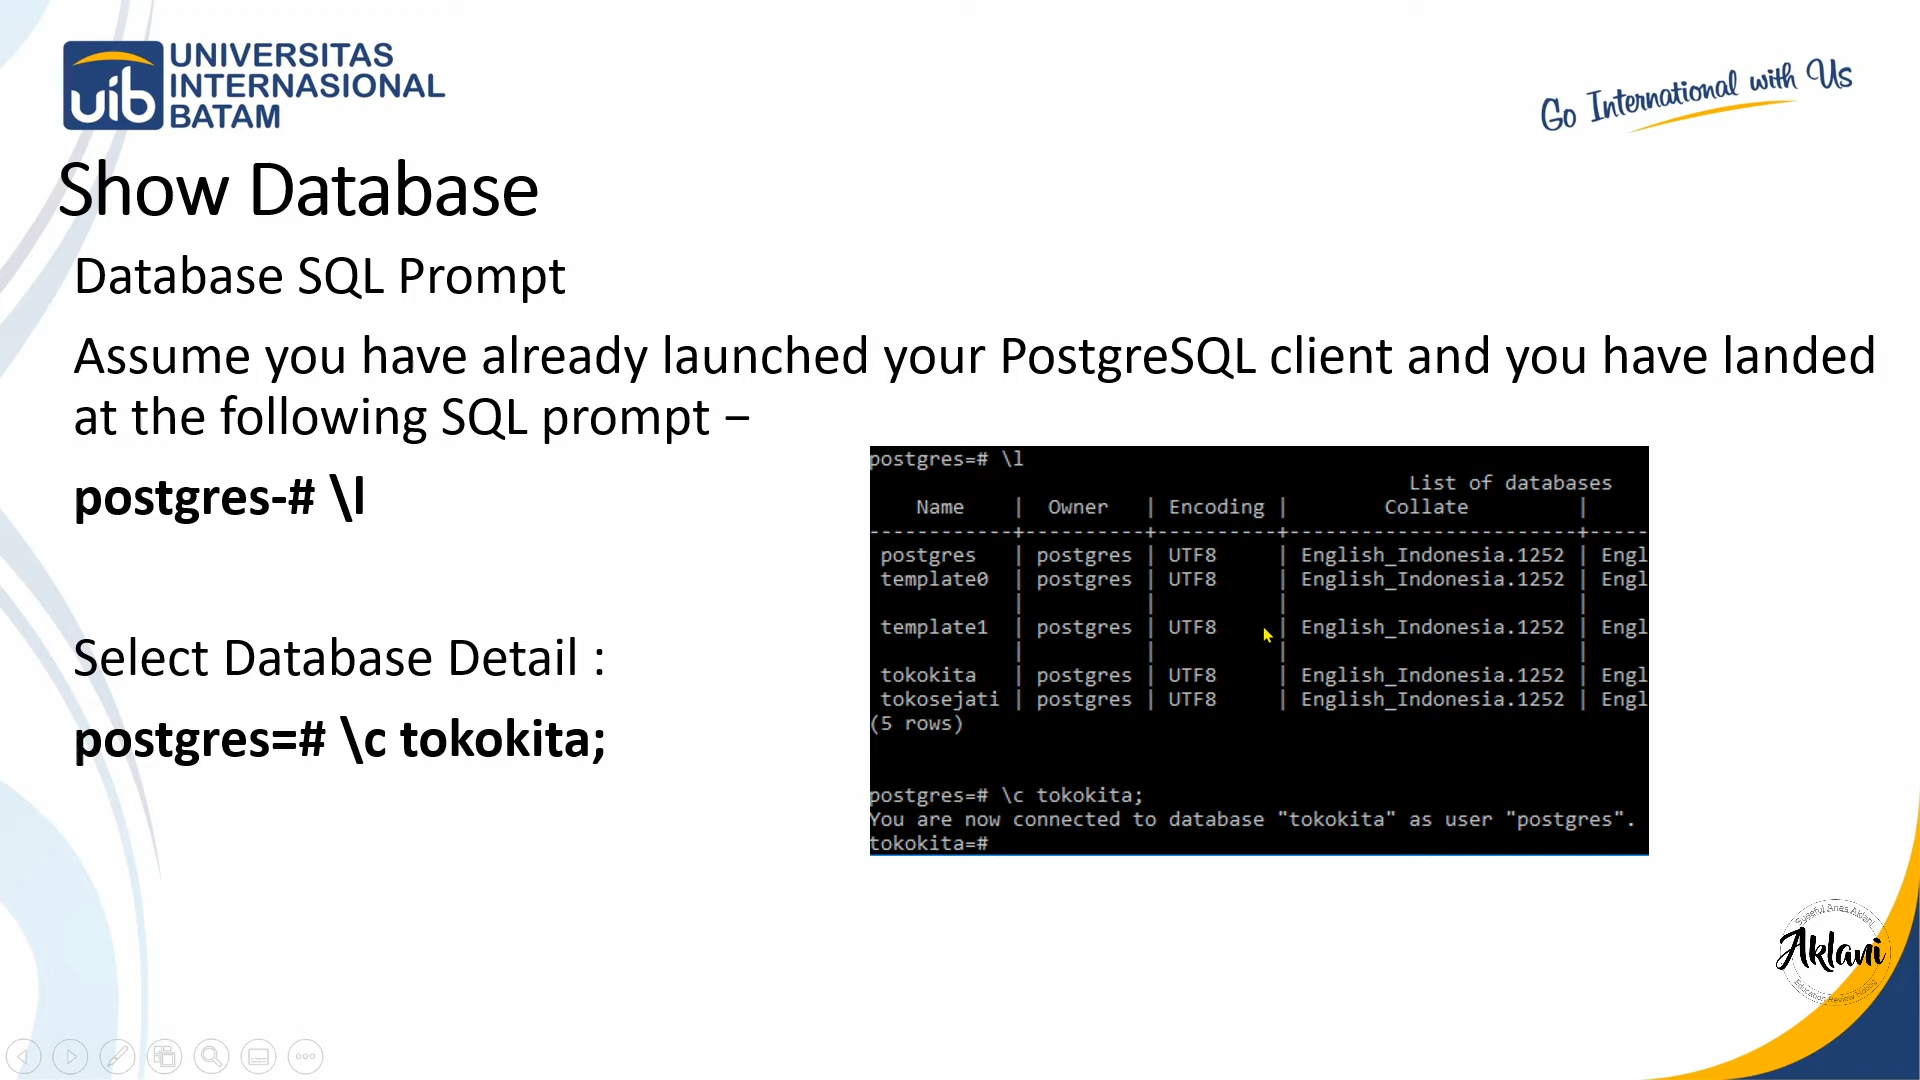 UNIVERSITAS
INTERNASIONAL
BATAM
uib
Go International with Us
Show Database
Database SQL Prompt
Assume you have already launched your PostgreSQL client and you have landed
at the following SQL prompt −
postgres-# \l
Select Database Detail :
postgres=# \c tokokita;
postgres=# \l
List of databases
Name | Owner | Encoding | Collate |
------------+----------+----------+------------------------+-----
postgres | postgres | UTF8 | English_Indonesia.1252 | Engl
template0 | postgres | UTF8 | English_Indonesia.1252 | Engl
| | | |
template1 | postgres | UTF8 | English_Indonesia.1252 | Engl
| | | |
tokokita | postgres | UTF8 | English_Indonesia.1252 | Engl
tokosejati | postgres | UTF8 | English_Indonesia.1252 | Engl
(5 rows)
postgres=# \c tokokita;
You are now connected to database "tokokita" as user "postgres".
tokokita=#
Aklani